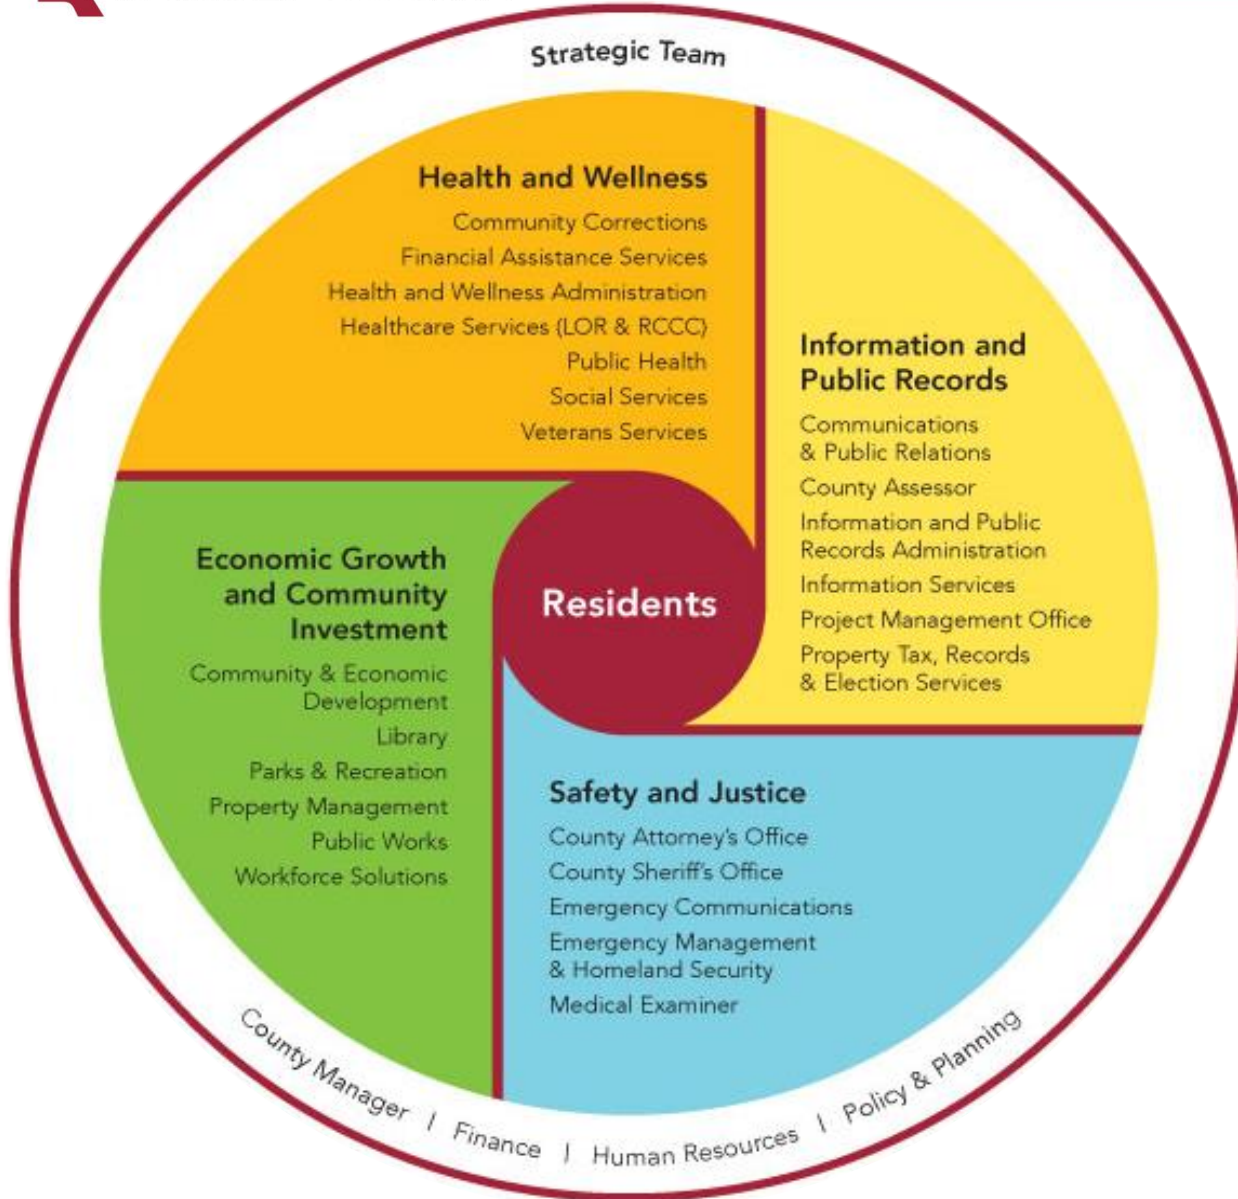 Strategic Team
Health and Wellness
Community Corrections
Financial Assistance Services
Health and Wellness Administration
Healthcare Services (LOR & RCCC)
Public Health
Social Services
Veterans Services
Information and
Public Records
Communications
& Public Relations
County Assessor
Information and Public
Records Administration
Information Services
Project Management Office
Property Tax, Records
& Election Services
Residents
Economic Growth
and Community
Investment
Community & Economic
Development
Library
Parks & Recreation
Property Management
Public Works
Workforce Solutions
Safety and Justice
County Attorney's Office
County Sheriff's Office
Emergency Communications
Emergency Management
& Homeland Security
Medical Examiner
County Manager | Finance | Human Resources | Policy & Planning